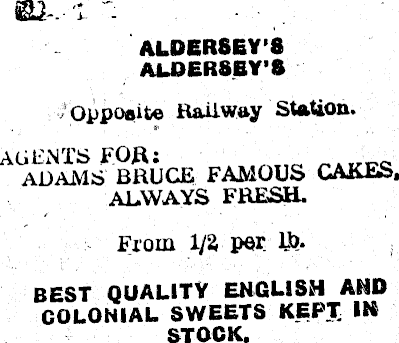 ALDERSEY'S
ALDERSEY'S
Opposite Railway Station.
AGENTS FOR:
ADAMS BRUCE FAMOUS CAKES,
ALWAYS FRESH.
From 1/2 per lb.
BEST QUALITY ENGLISH AND
COLONIAL SWEETS KEPT IN
STOCK.